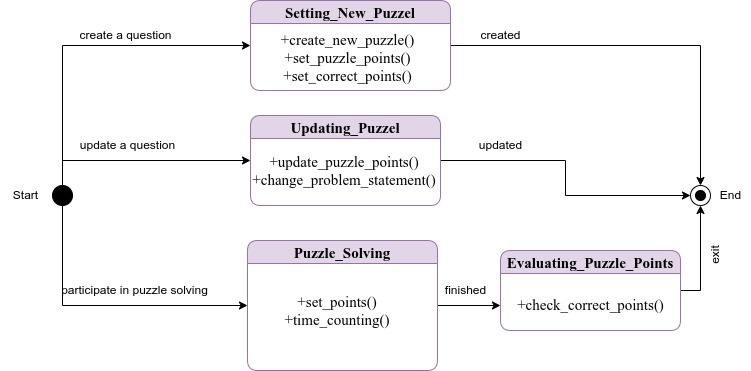 Setting_New_Puzzel
create a question
+create_new_puzzle()
created
+set_puzzle_points()
+set_correct_points()
Updating_Puzzel
update a question
+update_puzzle_points()
updated
+change_problem_statement()
Start
End
Puzzle_Solving
Evaluating_Puzzle_Points
exit
participate in puzzle solving
+set_points()
finished
+check_correct_points()
+time_counting()